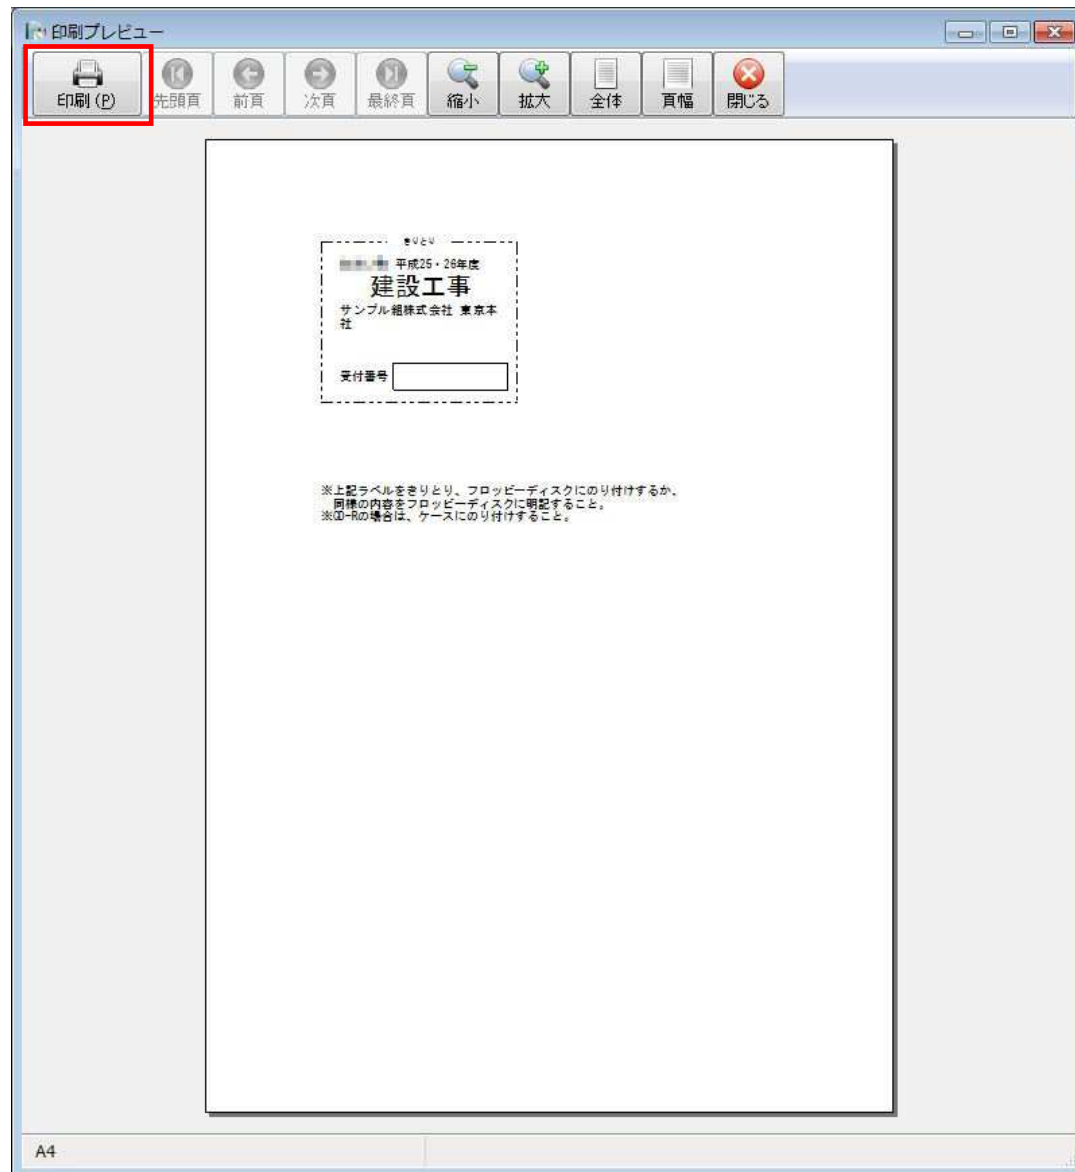 印刷プレビュー
印刷(P) 先頭頁 前頁 次頁 最終頁 縮小 拡大 全体 頁幅 閉じる
きりとり
平成25・26年度
建設工事
サンプル組株式会社 東京本
社
受付番号
※上記ラベルをきりとり、フロッピーディスクにのり付けするか、
同様の内容をフロッピーディスクに明記すること。
※CD-Rの場合は、ケースにのり付けすること。
A4